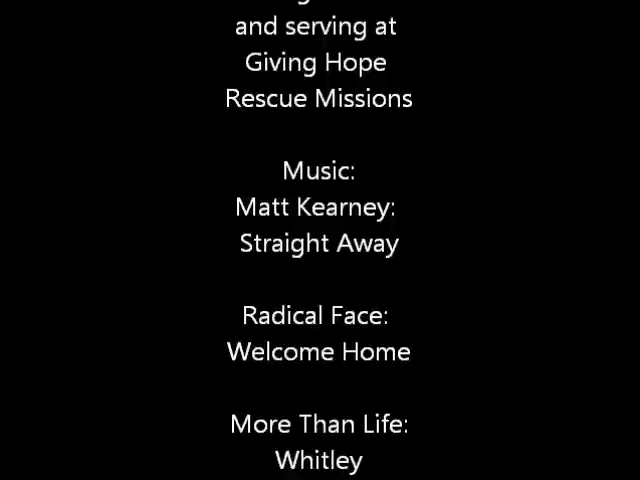 and serving at
Giving Hope
Rescue Missions
Music:
Matt Kearney:
Straight Away
Radical Face:
Welcome Home
More Than Life:
Whitley